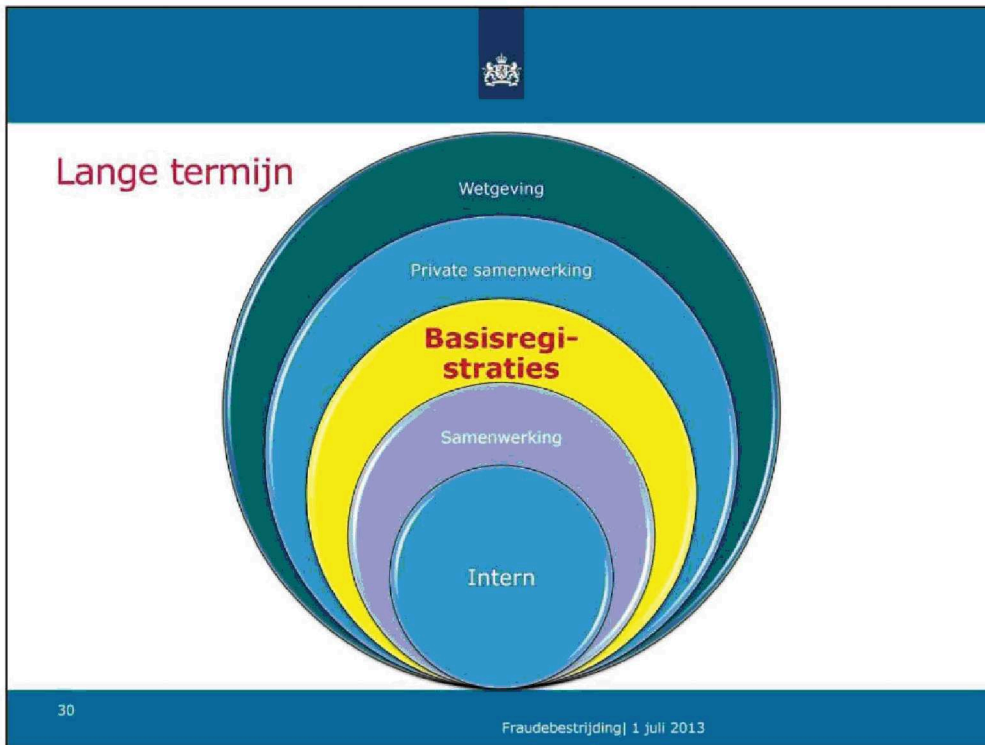 Lange termijn
Wetgeving
Private samenwerking
Basisregi-
straties
Samenwerking
Intern
30
Fraudebestrijding| 1 juli 2013